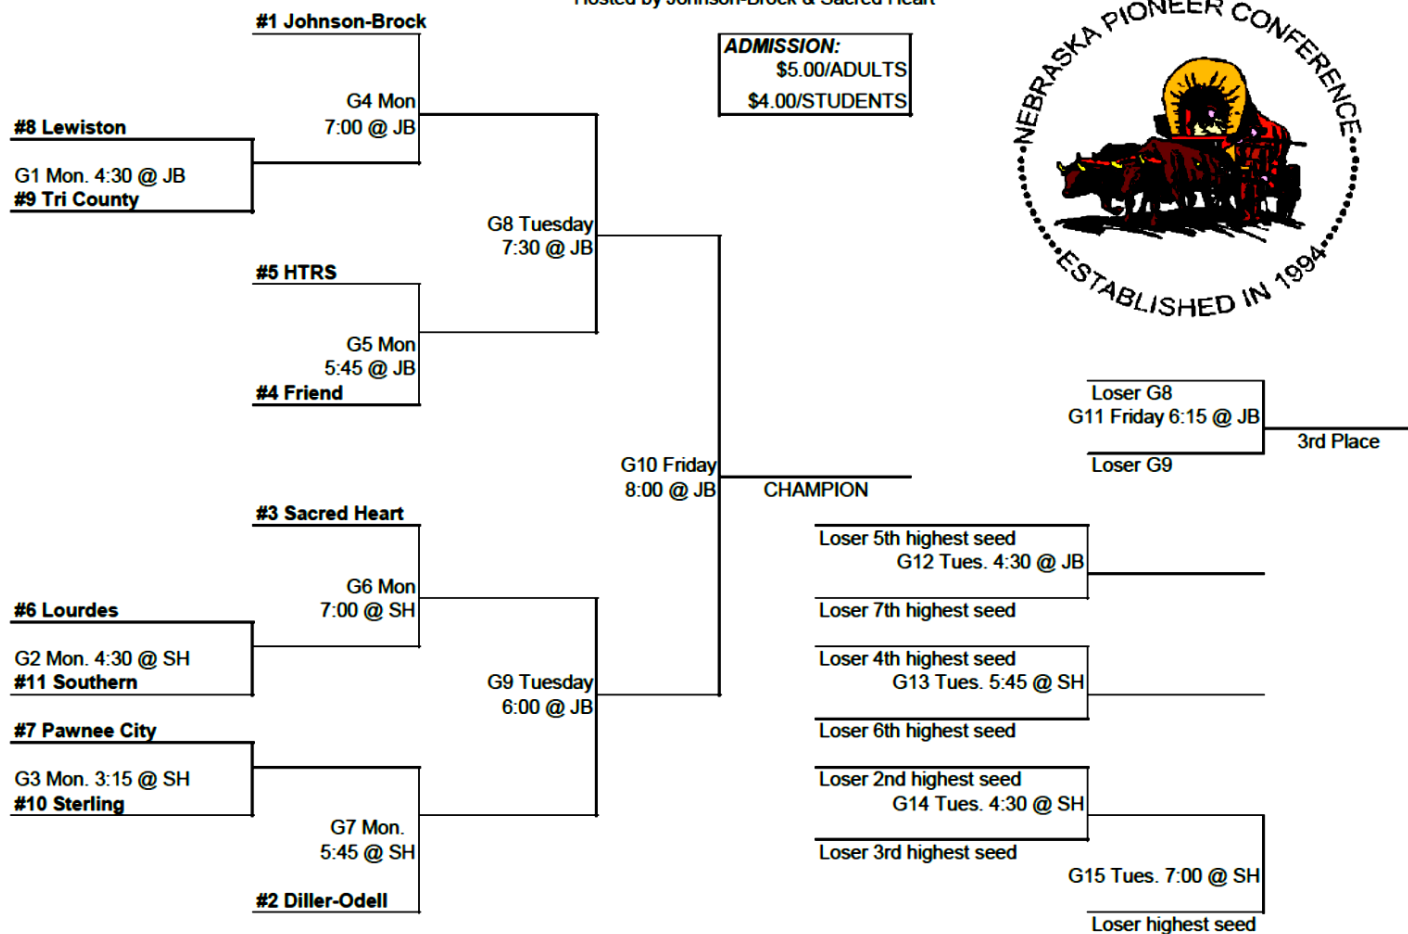 Hosted by Johnson-Brock & Sacred Heart
#1 Johnson-Brock
ADMISSION:
$5.00/ADULTS
$4.00/STUDENTS
NEBRASKA PIONEER CONFERENCE
ESTABLISHED IN 1994
G4 Mon
7:00 @ JB
#8 Lewiston
G1 Mon. 4:30 @ JB
#9 Tri County
G8 Tuesday
7:30 @ JB
#5 HTRS
G5 Mon
5:45 @ JB
#4 Friend
Loser G8
G11 Friday 6:15 @ JB
3rd Place
Loser G9
G10 Friday
8:00 @ JB
CHAMPION
#3 Sacred Heart
Loser 5th highest seed
G12 Tues. 4:30 @ JB
Loser 7th highest seed
G6 Mon
7:00 @ SH
#6 Lourdes
G2 Mon. 4:30 @ SH
#11 Southern
Loser 4th highest seed
G13 Tues. 5:45 @ SH
Loser 6th highest seed
G9 Tuesday
6:00 @ JB
#7 Pawnee City
G3 Mon. 3:15 @ SH
#10 Sterling
Loser 2nd highest seed
G14 Tues. 4:30 @ SH
Loser 3rd highest seed
G7 Mon.
5:45 @ SH
#2 Diller-Odell
G15 Tues. 7:00 @ SH
Loser highest seed